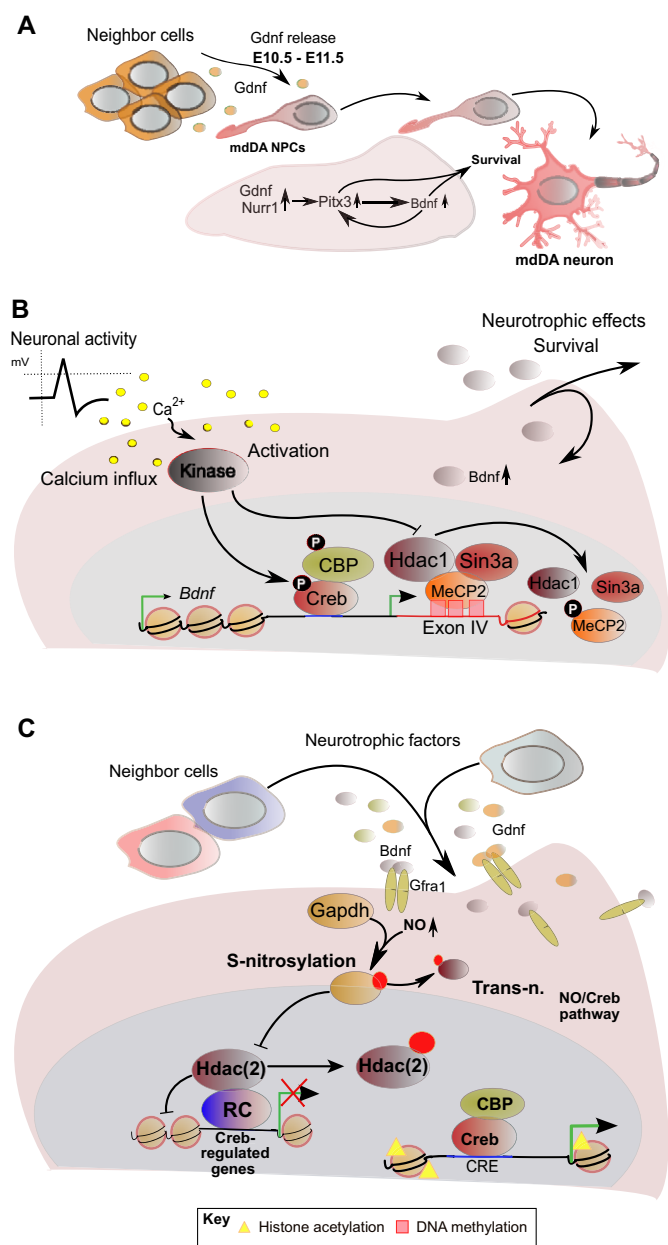 A
Neighbor cells
Gdnf release
E10.5 - E11.5
Gdnf
mdDA NPCs
Survival
Gdnf
Nurr1
Pitx3
Bdnf
mdDA neuron
B
Neuronal activity
mV
Neurotrophic effects
Survival
Ca2+
Activation
Calcium influx
Kinase
Bdnf
P
CBP
Hdac1
Sin3a
P
Creb
MeCP2
Hdac1
Sin3a
P
MeCP2
Bdnf
Exon IV
C
Neurotrophic factors
Neighbor cells
Gdnf
Bdnf
Gfra1
Gapdh
NO
S-nitrosylation
Trans-n.
NO/Creb
pathway
Hdac(2)
Hdac(2)
RC
CBP
Creb
Creb-
regulated
genes
CRE
Key
Histone acetylation
DNA methylation